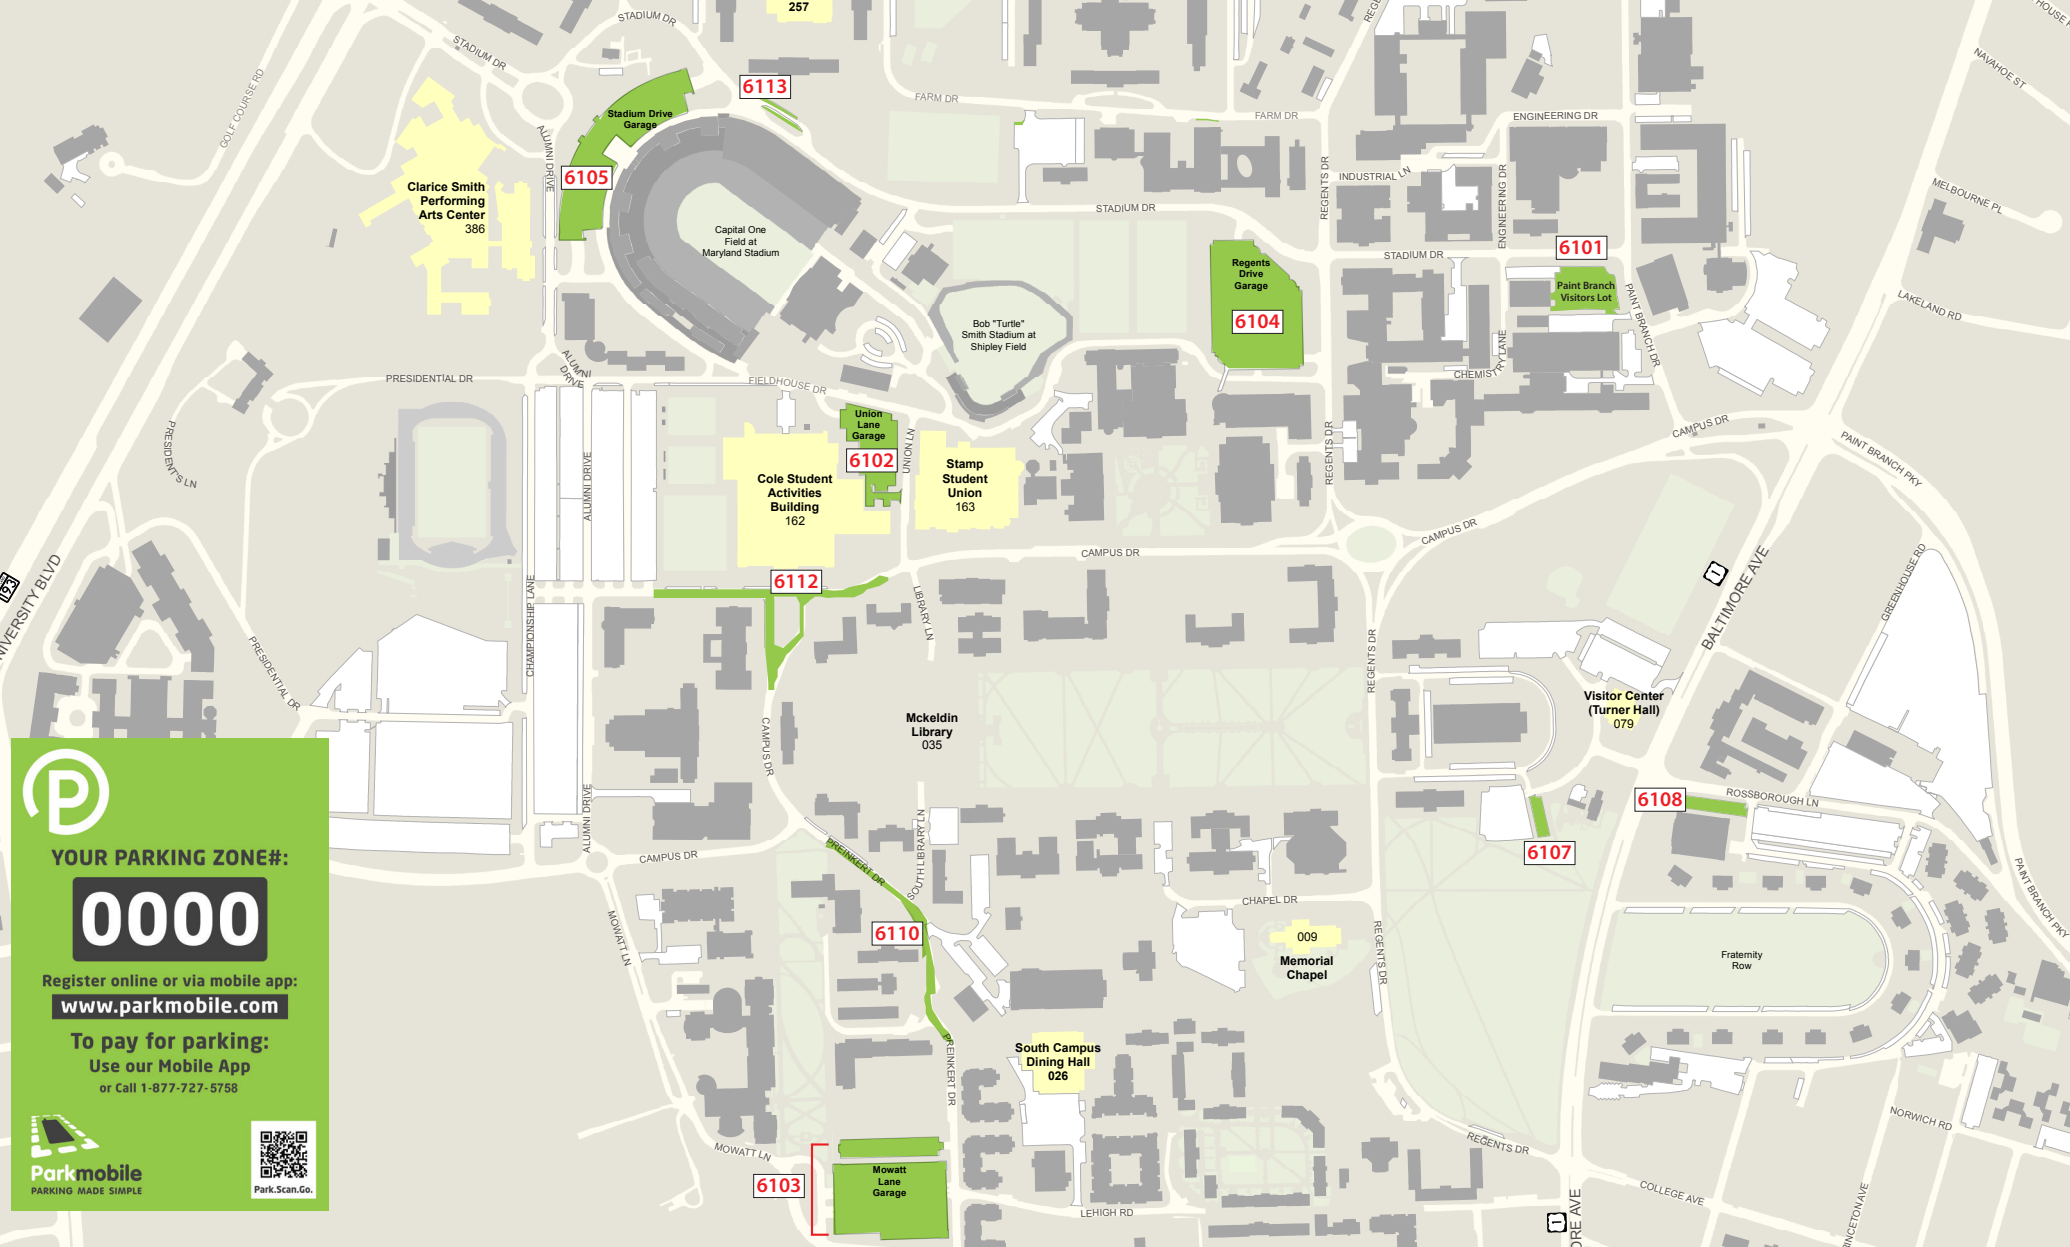 257
STADIUM DR
STADIUM DR
GOLF COURSE RD
ALUMNI DRIVE
6113
Stadium Drive
Garage
6105
Clarice Smith
Performing
Arts Center
386
Capital One
Field at
Maryland Stadium
FARM DR
FARM DR
STADIUM DR
REGENTS DR
INDUSTRIAL LN
ENGINEERING DR
ENGINEERING DR
STADIUM DR
6101
Paint Branch
Visitors Lot
PAINT BRANCH DR
NAVAHOE ST
MELBOURNE PL
LAKELAND RD
Regents
Drive
Garage
6104
Bob "Turtle"
Smith Stadium at
Shipley Field
CHEMISTRY LANE
ALUMNI
DRIVE
PRESIDENTIAL DR
FIELDHOUSE DR
Union
Lane
Garage
6102
UNION LN
PRESIDENT'S LN
ALUMNI DRIVE
Cole Student
Activities
Building
162
Stamp
Student
Union
163
REGENTS DR
CAMPUS DR
PAINT BRANCH PKY
CAMPUS DR
CAMPUS DR
193
UNIVERSITY BLVD
6112
CHAMPIONSHIP LANE
LIBRARY LN
1
BALTIMORE AVE
GREENHOUSE RD
PRESIDENTIAL DR
REGENTS DR
CAMPUS DR
Mckeldin
Library
035
Visitor Center
(Turner Hall)
079
6108
ROSSBOROUGH LN
6107
ALUMNI DRIVE
CAMPUS DR
PREINKERT DR
SOUTH LIBRARY LN
MOWATT LN
6110
CHAPEL DR
009
Memorial
Chapel
REGENTS DR
Fraternity
Row
PAINT BRANCH PKY
South Campus
Dining Hall
026
PREINKERT DR
MOWATT LN
6103
Mowatt
Lane
Garage
LEHIGH RD
REGENTS DR
COLLEGE AVE
NORWICH RD
PRINCETON AVE
1
ORE AVE
P
YOUR PARKING ZONE#:
0000
Register online or via mobile app:
www.parkmobile.com
To pay for parking:
Use our Mobile App
or Call 1-877-727-5758
Parkmobile
PARKING MADE SIMPLE
Park.Scan.Go.